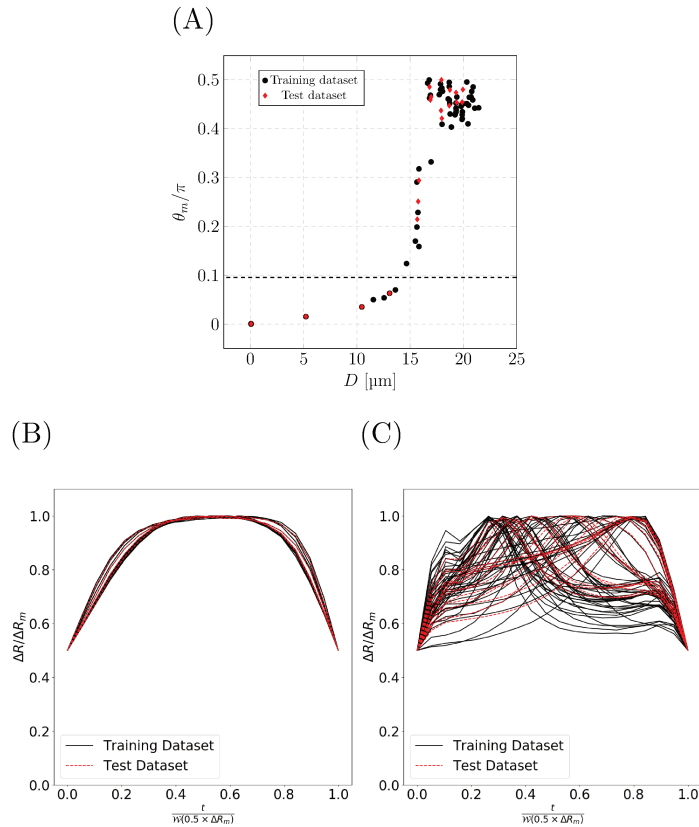 (A)
0.5
0.4
0.3
0.2
0.1
0
θ_m/π
Training dataset
Test dataset
0 5 10 15 20 25
D [µm]
(B)
1.0
0.8
0.6
0.4
0.2
0.0
ΔR/ΔR_m
Training Dataset
Test Dataset
0.0 0.2 0.4 0.6 0.8 1.0
t
W(0.5 × ΔR_m)
(C)
1.0
0.8
0.6
0.4
0.2
0.0
ΔR/ΔR_m
Training Dataset
Test Dataset
0.0 0.2 0.4 0.6 0.8 1.0
t
W(0.5 × ΔR_m)